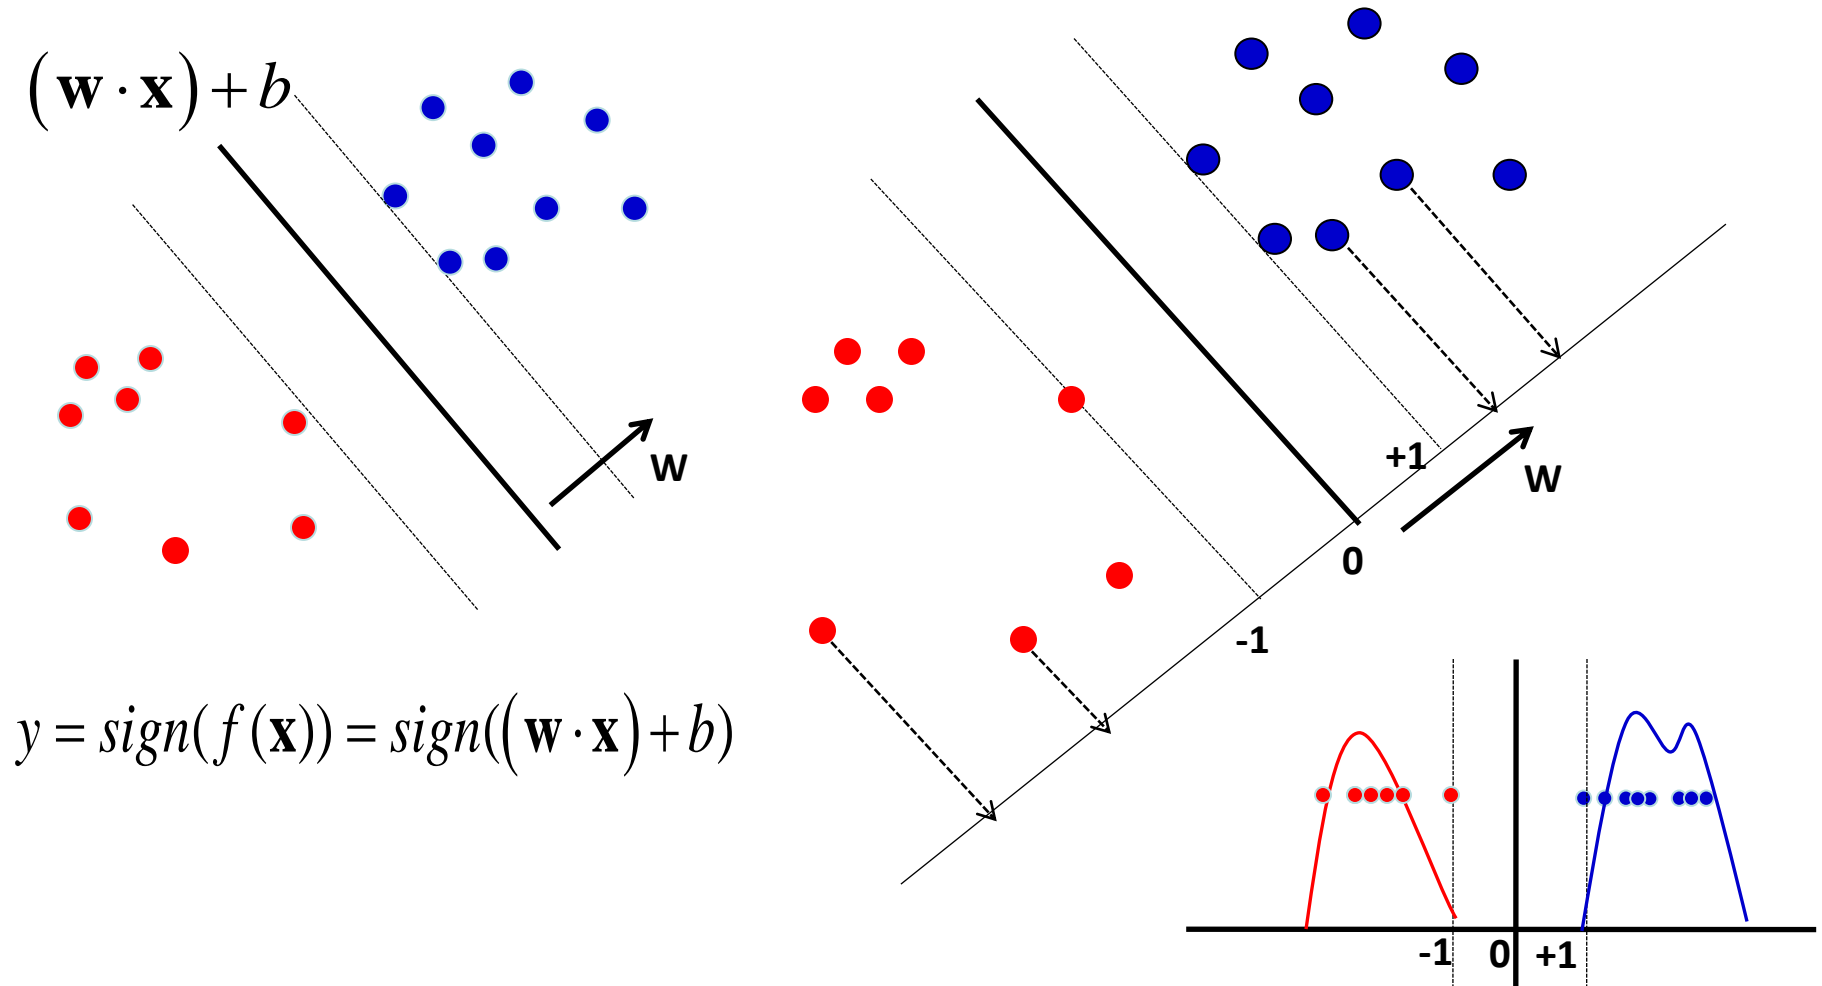 (w · x) + b
w
y = sign(f(x)) = sign((w · x) + b)
+1
w
0
-1
-1
0
+1